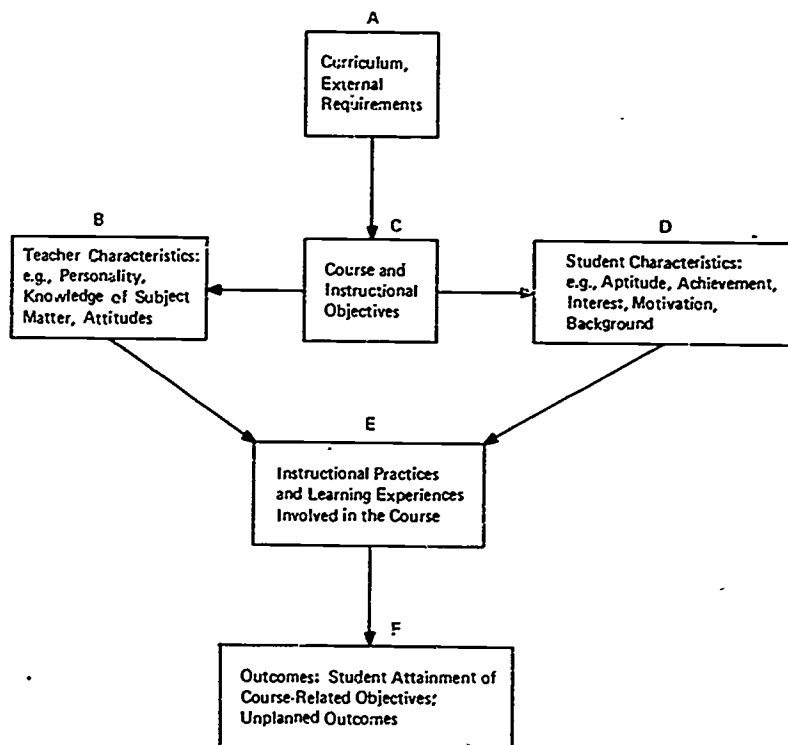 A
Curriculum,
External
Requirements
B
Teacher Characteristics:
e.g., Personality,
Knowledge of Subject
Matter, Attitudes
C
Course and
Instructional
Objectives
D
Student Characteristics:
e.g., Aptitude, Achievement,
Interest, Motivation,
Background
E
Instructional Practices
and Learning Experiences
Involved in the Course
F
Outcomes: Student Attainment of
Course-Related Objectives;
Unplanned Outcomes